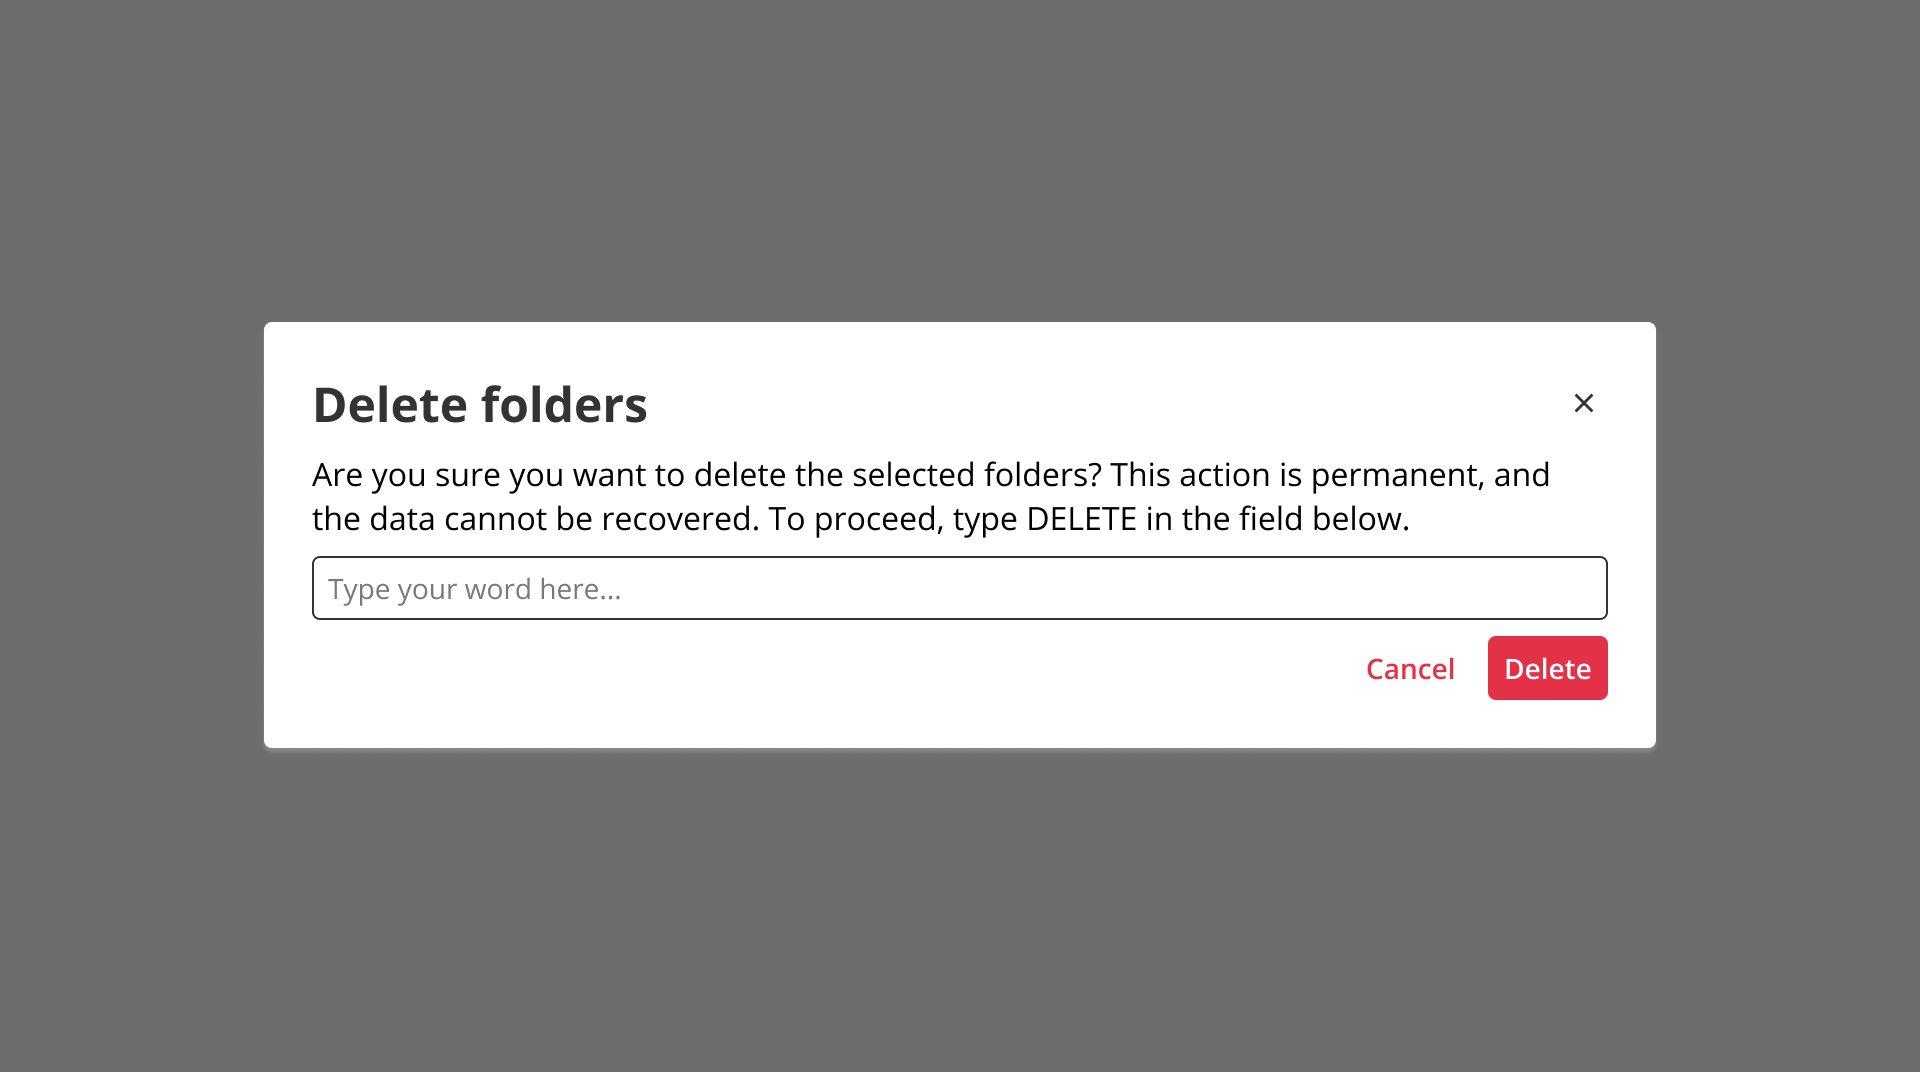 Delete folders
Are you sure you want to delete the selected folders? This action is permanent, and
the data cannot be recovered. To proceed, type DELETE in the field below.
Type your word here...
Cancel Delete